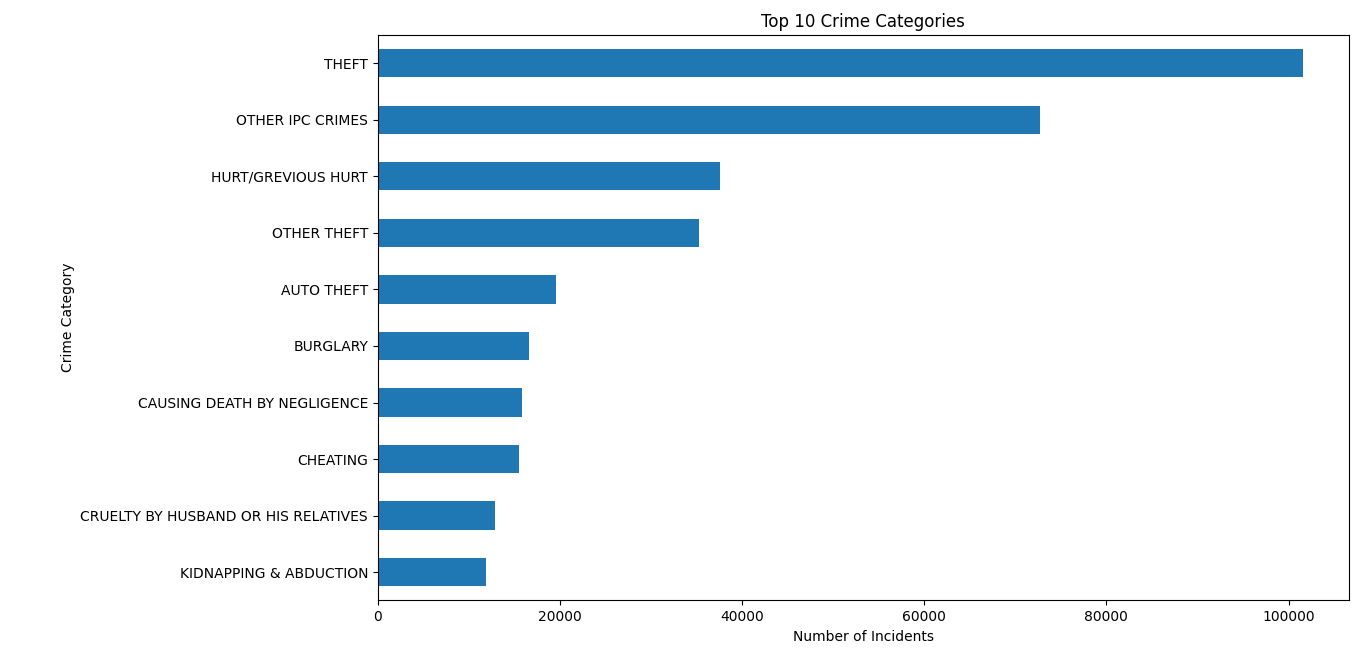 Top 10 Crime Categories
THEFT
OTHER IPC CRIMES
HURT/GREVIOUS HURT
OTHER THEFT
AUTO THEFT
BURGLARY
CAUSING DEATH BY NEGLIGENCE
CHEATING
CRUELTY BY HUSBAND OR HIS RELATIVES
KIDNAPPING & ABDUCTION
Crime Category
0 20000 40000 60000 80000 100000
Number of Incidents